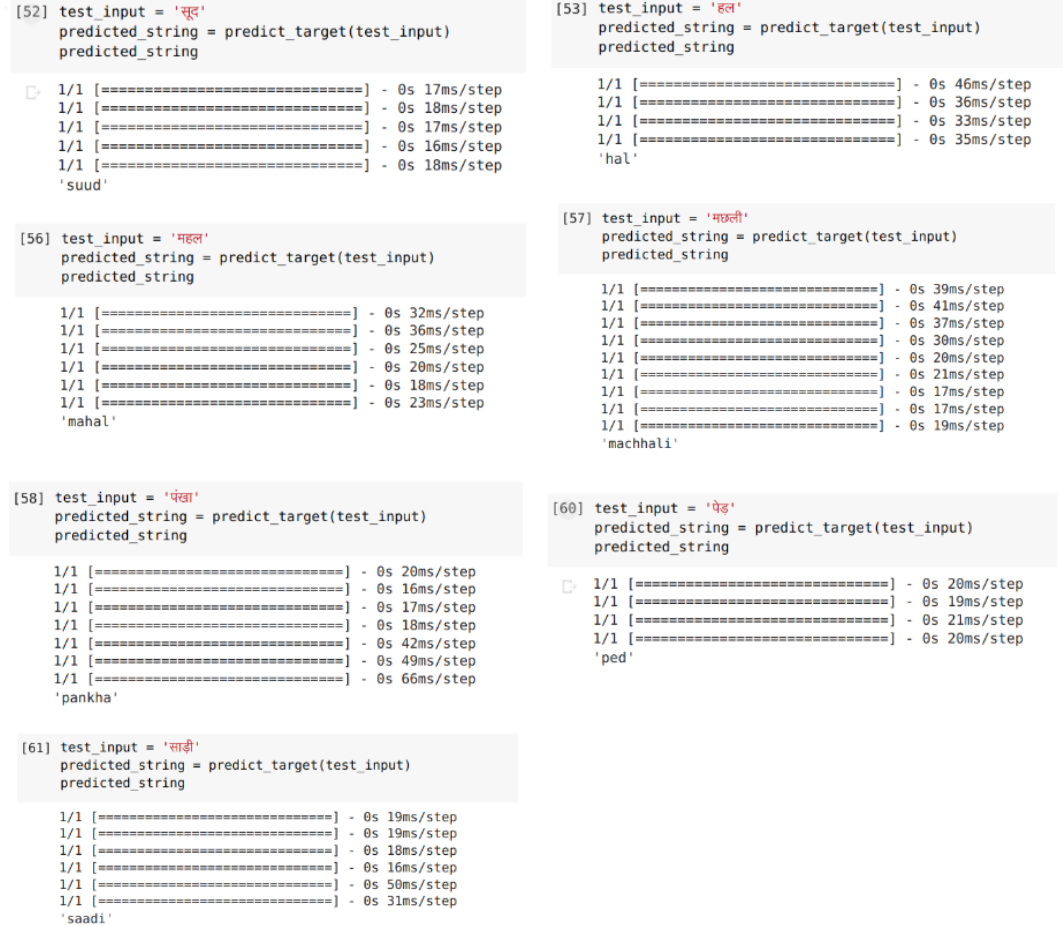 [52] test_input = 'सूद'
predicted_string = predict_target(test_input)
predicted_string
1/1 [==============================] - 0s 17ms/step
1/1 [==============================] - 0s 18ms/step
1/1 [==============================] - 0s 17ms/step
1/1 [==============================] - 0s 16ms/step
1/1 [==============================] - 0s 18ms/step
'suud'
[53] test_input = 'हल'
predicted_string = predict_target(test_input)
predicted_string
1/1 [==============================] - 0s 46ms/step
1/1 [==============================] - 0s 36ms/step
1/1 [==============================] - 0s 33ms/step
1/1 [==============================] - 0s 35ms/step
'hal'
[56] test_input = 'महल'
predicted_string = predict_target(test_input)
predicted_string
1/1 [==============================] - 0s 32ms/step
1/1 [==============================] - 0s 36ms/step
1/1 [==============================] - 0s 25ms/step
1/1 [==============================] - 0s 20ms/step
1/1 [==============================] - 0s 18ms/step
1/1 [==============================] - 0s 23ms/step
'mahal'
[57] test_input = 'मछली'
predicted_string = predict_target(test_input)
predicted_string
1/1 [==============================] - 0s 39ms/step
1/1 [==============================] - 0s 41ms/step
1/1 [==============================] - 0s 37ms/step
1/1 [==============================] - 0s 30ms/step
1/1 [==============================] - 0s 20ms/step
1/1 [==============================] - 0s 21ms/step
1/1 [==============================] - 0s 17ms/step
1/1 [==============================] - 0s 17ms/step
1/1 [==============================] - 0s 19ms/step
'machhali'
[58] test_input = 'पंखा'
predicted_string = predict_target(test_input)
predicted_string
1/1 [==============================] - 0s 20ms/step
1/1 [==============================] - 0s 16ms/step
1/1 [==============================] - 0s 17ms/step
1/1 [==============================] - 0s 18ms/step
1/1 [==============================] - 0s 42ms/step
1/1 [==============================] - 0s 49ms/step
1/1 [==============================] - 0s 66ms/step
'pankha'
[60] test_input = 'पेड़'
predicted_string = predict_target(test_input)
predicted_string
1/1 [==============================] - 0s 20ms/step
1/1 [==============================] - 0s 19ms/step
1/1 [==============================] - 0s 21ms/step
1/1 [==============================] - 0s 20ms/step
'ped'
[61] test_input = 'साड़ी'
predicted_string = predict_target(test_input)
predicted_string
1/1 [==============================] - 0s 19ms/step
1/1 [==============================] - 0s 19ms/step
1/1 [==============================] - 0s 18ms/step
1/1 [==============================] - 0s 16ms/step
1/1 [==============================] - 0s 50ms/step
1/1 [==============================] - 0s 31ms/step
'saadi'